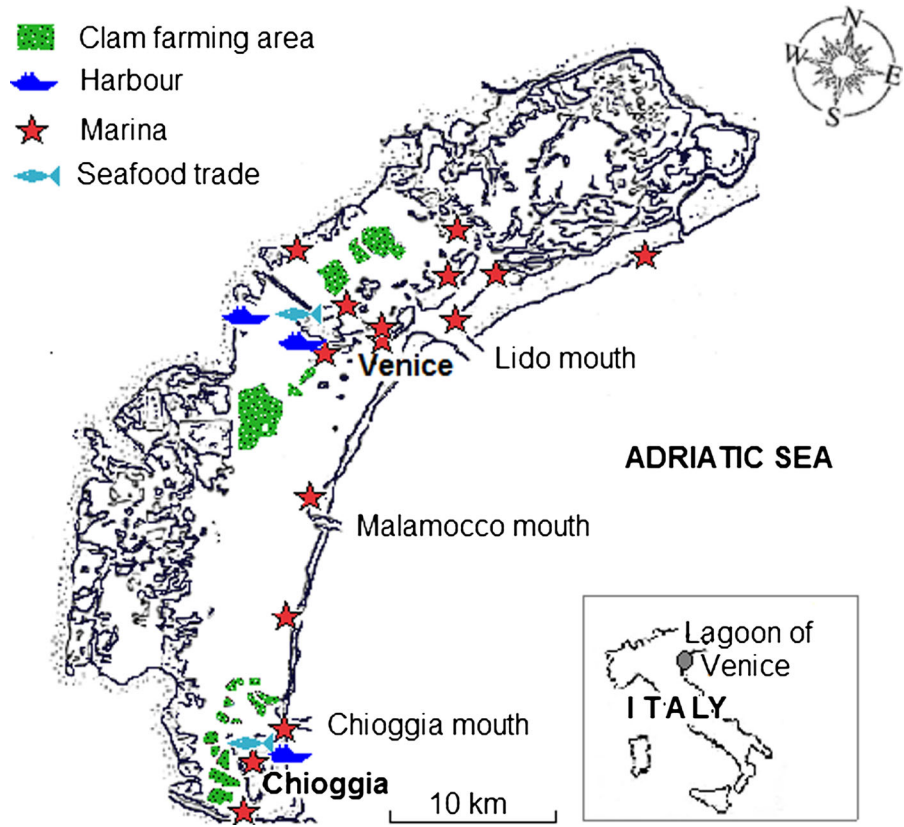 Clam farming area
Harbour
Marina
Seafood trade
N
W
E
S
Venice
Lido mouth
ADRIATIC SEA
Malamocco mouth
Lagoon of
Venice
ITALY
Chioggia mouth
Chioggia
10 km